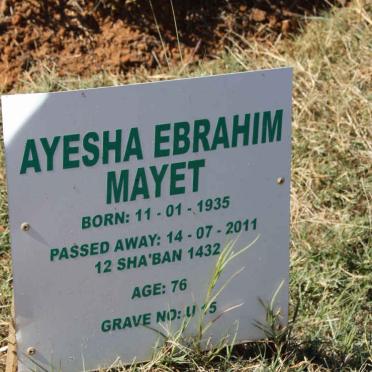 AYESHA EBRAHIM
MAYET
BORN: 11 - 01 - 1935
PASSED AWAY: 14 - 07 - 2011
12 SHA'BAN 1432
AGE: 76
GRAVE NO: